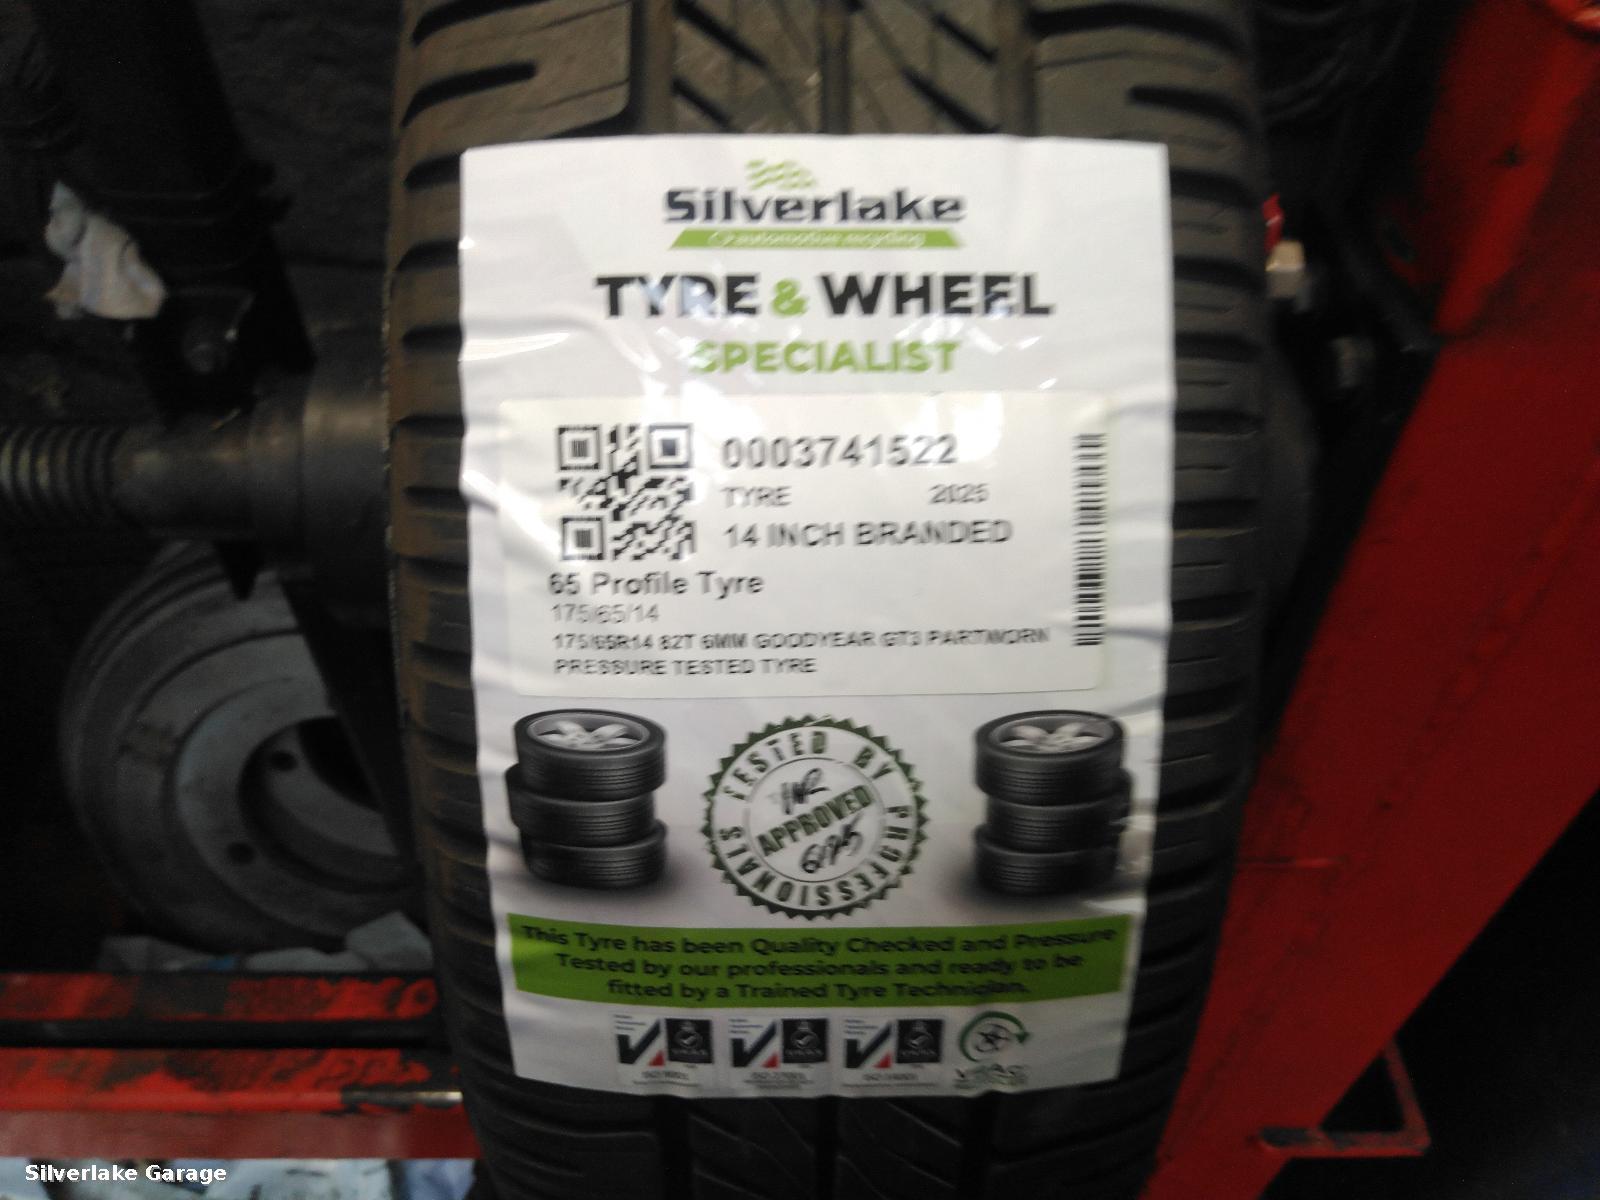 Silverlake
automotive recycling
TYRE & WHEEL
SPECIALIST
0003741522
TYRE 2025
14 INCH BRANDED
65 Profile Tyre
175/65/14
175/65R14 82T 6MM GOODYEAR GT3 PARTWORN
PRESSURE TESTED TYRE
TESTED BY PROFESSIONALS
APPROVED
This Tyre has been Quality Checked and Pressure
Tested by our professionals and ready to be
fitted by a Trained Tyre Technician.
Silverlake Garage